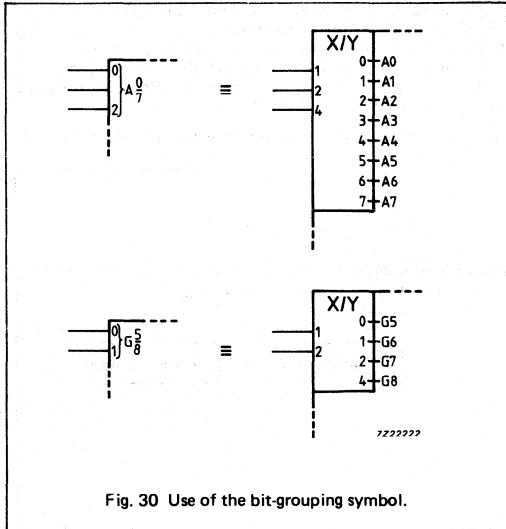 X/Y
0
2
A 0/7
≡
1
2
4
0 A0
1 A1
2 A2
3 A3
4 A4
5 A5
6 A6
7 A7
X/Y
0
1
G 5/8
≡
1
2
0 G5
1 G6
2 G7
4 G8
7Z22222
Fig. 30 Use of the bit-grouping symbol.